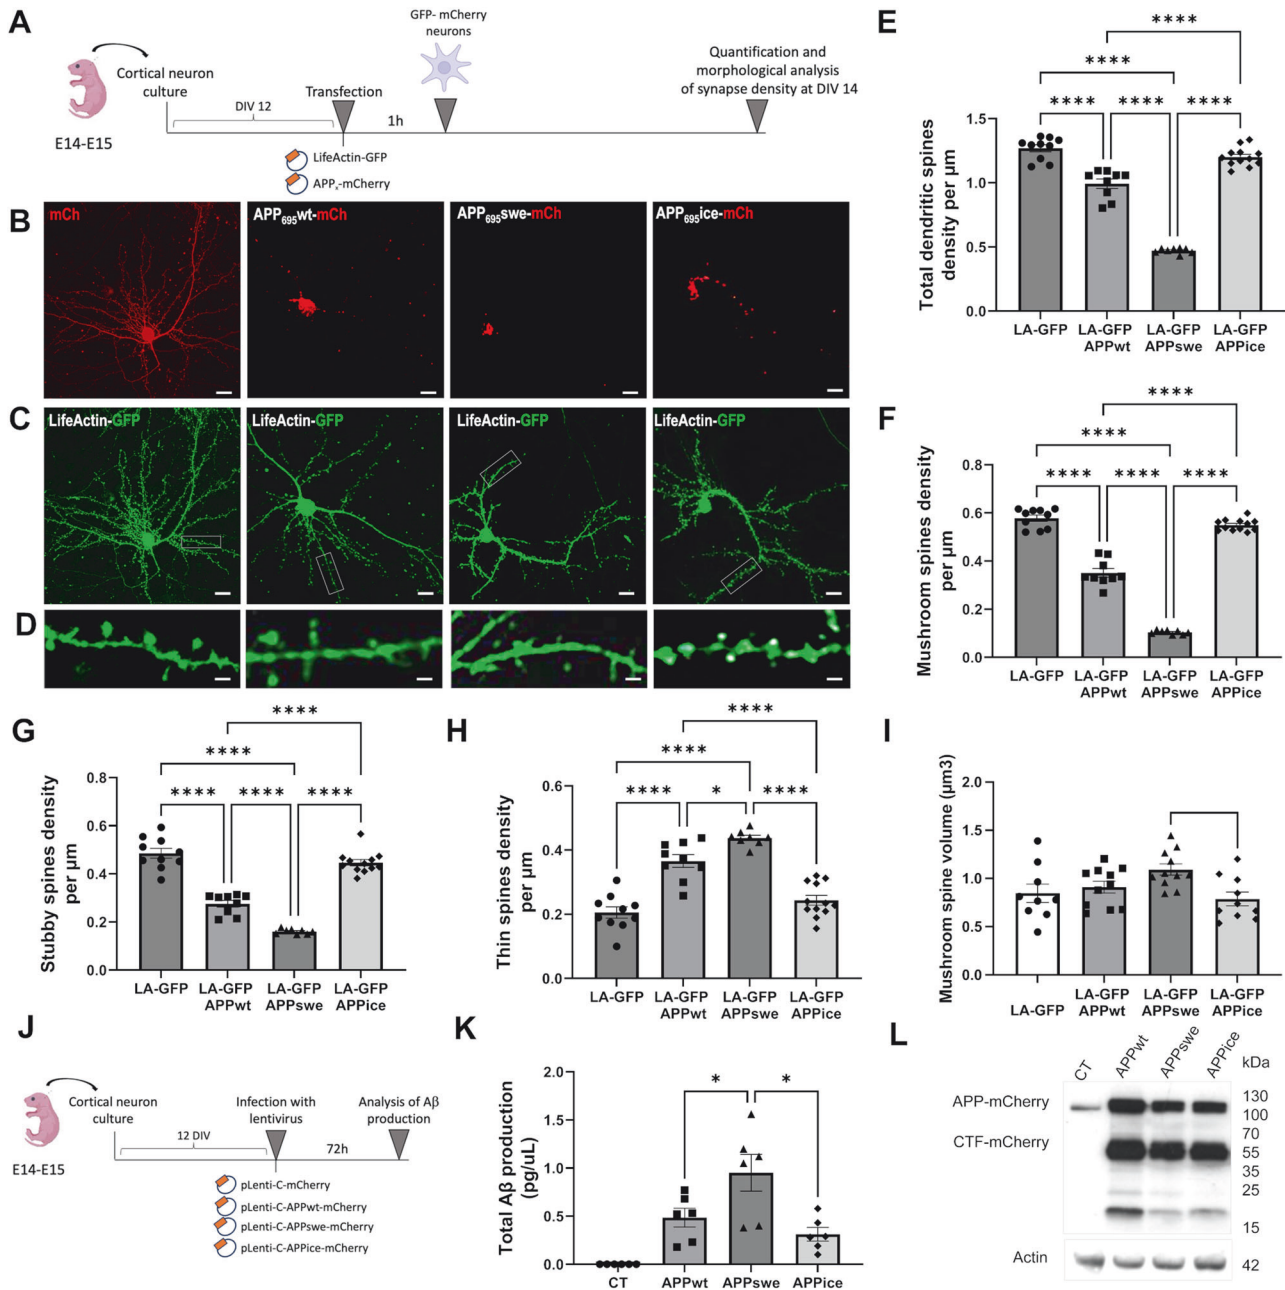 A
GFP- mCherry
neurons
Cortical neuron
culture
E14-E15
DIV 12
Transfection
1h
Quantification and
morphological analysis
of synapse density at DIV 14
LifeActin-GFP
APPx-mCherry
B
mCh
APP695wt-mCh
APP695swe-mCh
APP695ice-mCh
C
LifeActin-GFP
LifeActin-GFP
LifeActin-GFP
LifeActin-GFP
D
E
****
****
**** **** ****
Total dendritic spines
density per µm
1.5
1.0
0.5
0.0
LA-GFP LA-GFP LA-GFP LA-GFP
APPwt APPswe APPice
F
****
****
**** **** ****
Mushroom spines density
per µm
0.8
0.6
0.4
0.2
0.0
LA-GFP LA-GFP LA-GFP LA-GFP
APPwt APPswe APPice
G
****
****
**** **** ****
Stubby spines density
per µm
0.8
0.6
0.4
0.2
0.0
LA-GFP LA-GFP LA-GFP LA-GFP
APPwt APPswe APPice
H
****
****
**** * ****
Thin spines density
per µm
0.6
0.4
0.2
0.0
LA-GFP LA-GFP LA-GFP LA-GFP
APPwt APPswe APPice
I
Mushroom spine volume (µm3)
2.0
1.5
1.0
0.5
0.0
LA-GFP LA-GFP LA-GFP LA-GFP
APPwt APPswe APPice
J
Cortical neuron
culture
E14-E15
12 DIV
Infection with
lentivirus
72h
Analysis of Aβ
production
pLenti-C-mCherry
pLenti-C-APPwt-mCherry
pLenti-C-APPswe-mCherry
pLenti-C-APPice-mCherry
K
* *
Total Aβ production
(pg/uL)
2.0
1.5
1.0
0.5
0.0
CT APPwt APPswe APPice
L
CT APPwt APPswe APPice kDa
APP-mCherry
CTF-mCherry
130
100
70
55
35
25
15
Actin 42